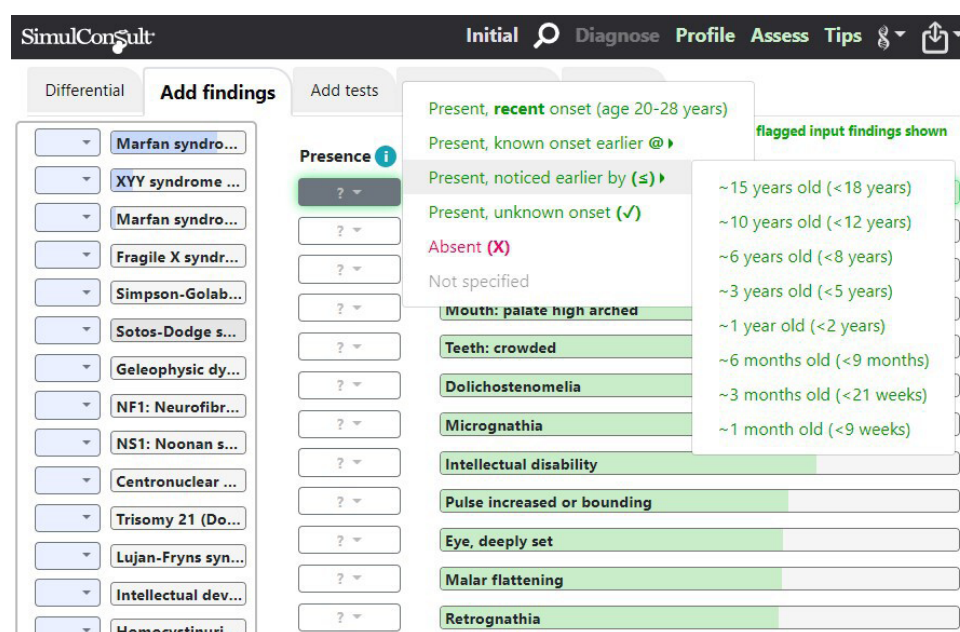 SimulConsult
Initial Diagnose Profile Assess Tips
Differential Add findings Add tests
Present, recent onset (age 20-28 years)
flagged input findings shown
Present, known onset earlier @
Present, noticed earlier by (≤)
Present, unknown onset (✓)
Absent (X)
Not specified
~15 years old (<18 years)
~10 years old (<12 years)
~6 years old (<8 years)
~3 years old (<5 years)
~1 year old (<2 years)
~6 months old (<9 months)
~3 months old (<21 weeks)
~1 month old (<9 weeks)
Marfan syndro...
XYY syndrome ...
Marfan syndro...
Fragile X syndr...
Simpson-Golab...
Sotos-Dodge s...
Geleophysic dy...
NF1: Neurofibr...
NS1: Noonan s...
Centronuclear ...
Trisomy 21 (Do...
Lujan-Fryns syn...
Intellectual dev...
Homocystinuri...
Presence i
?
?
?
?
?
?
?
?
?
?
?
?
Mouth: palate high arched
Teeth: crowded
Dolichostenomelia
Micrognathia
Intellectual disability
Pulse increased or bounding
Eye, deeply set
Malar flattening
Retrognathia